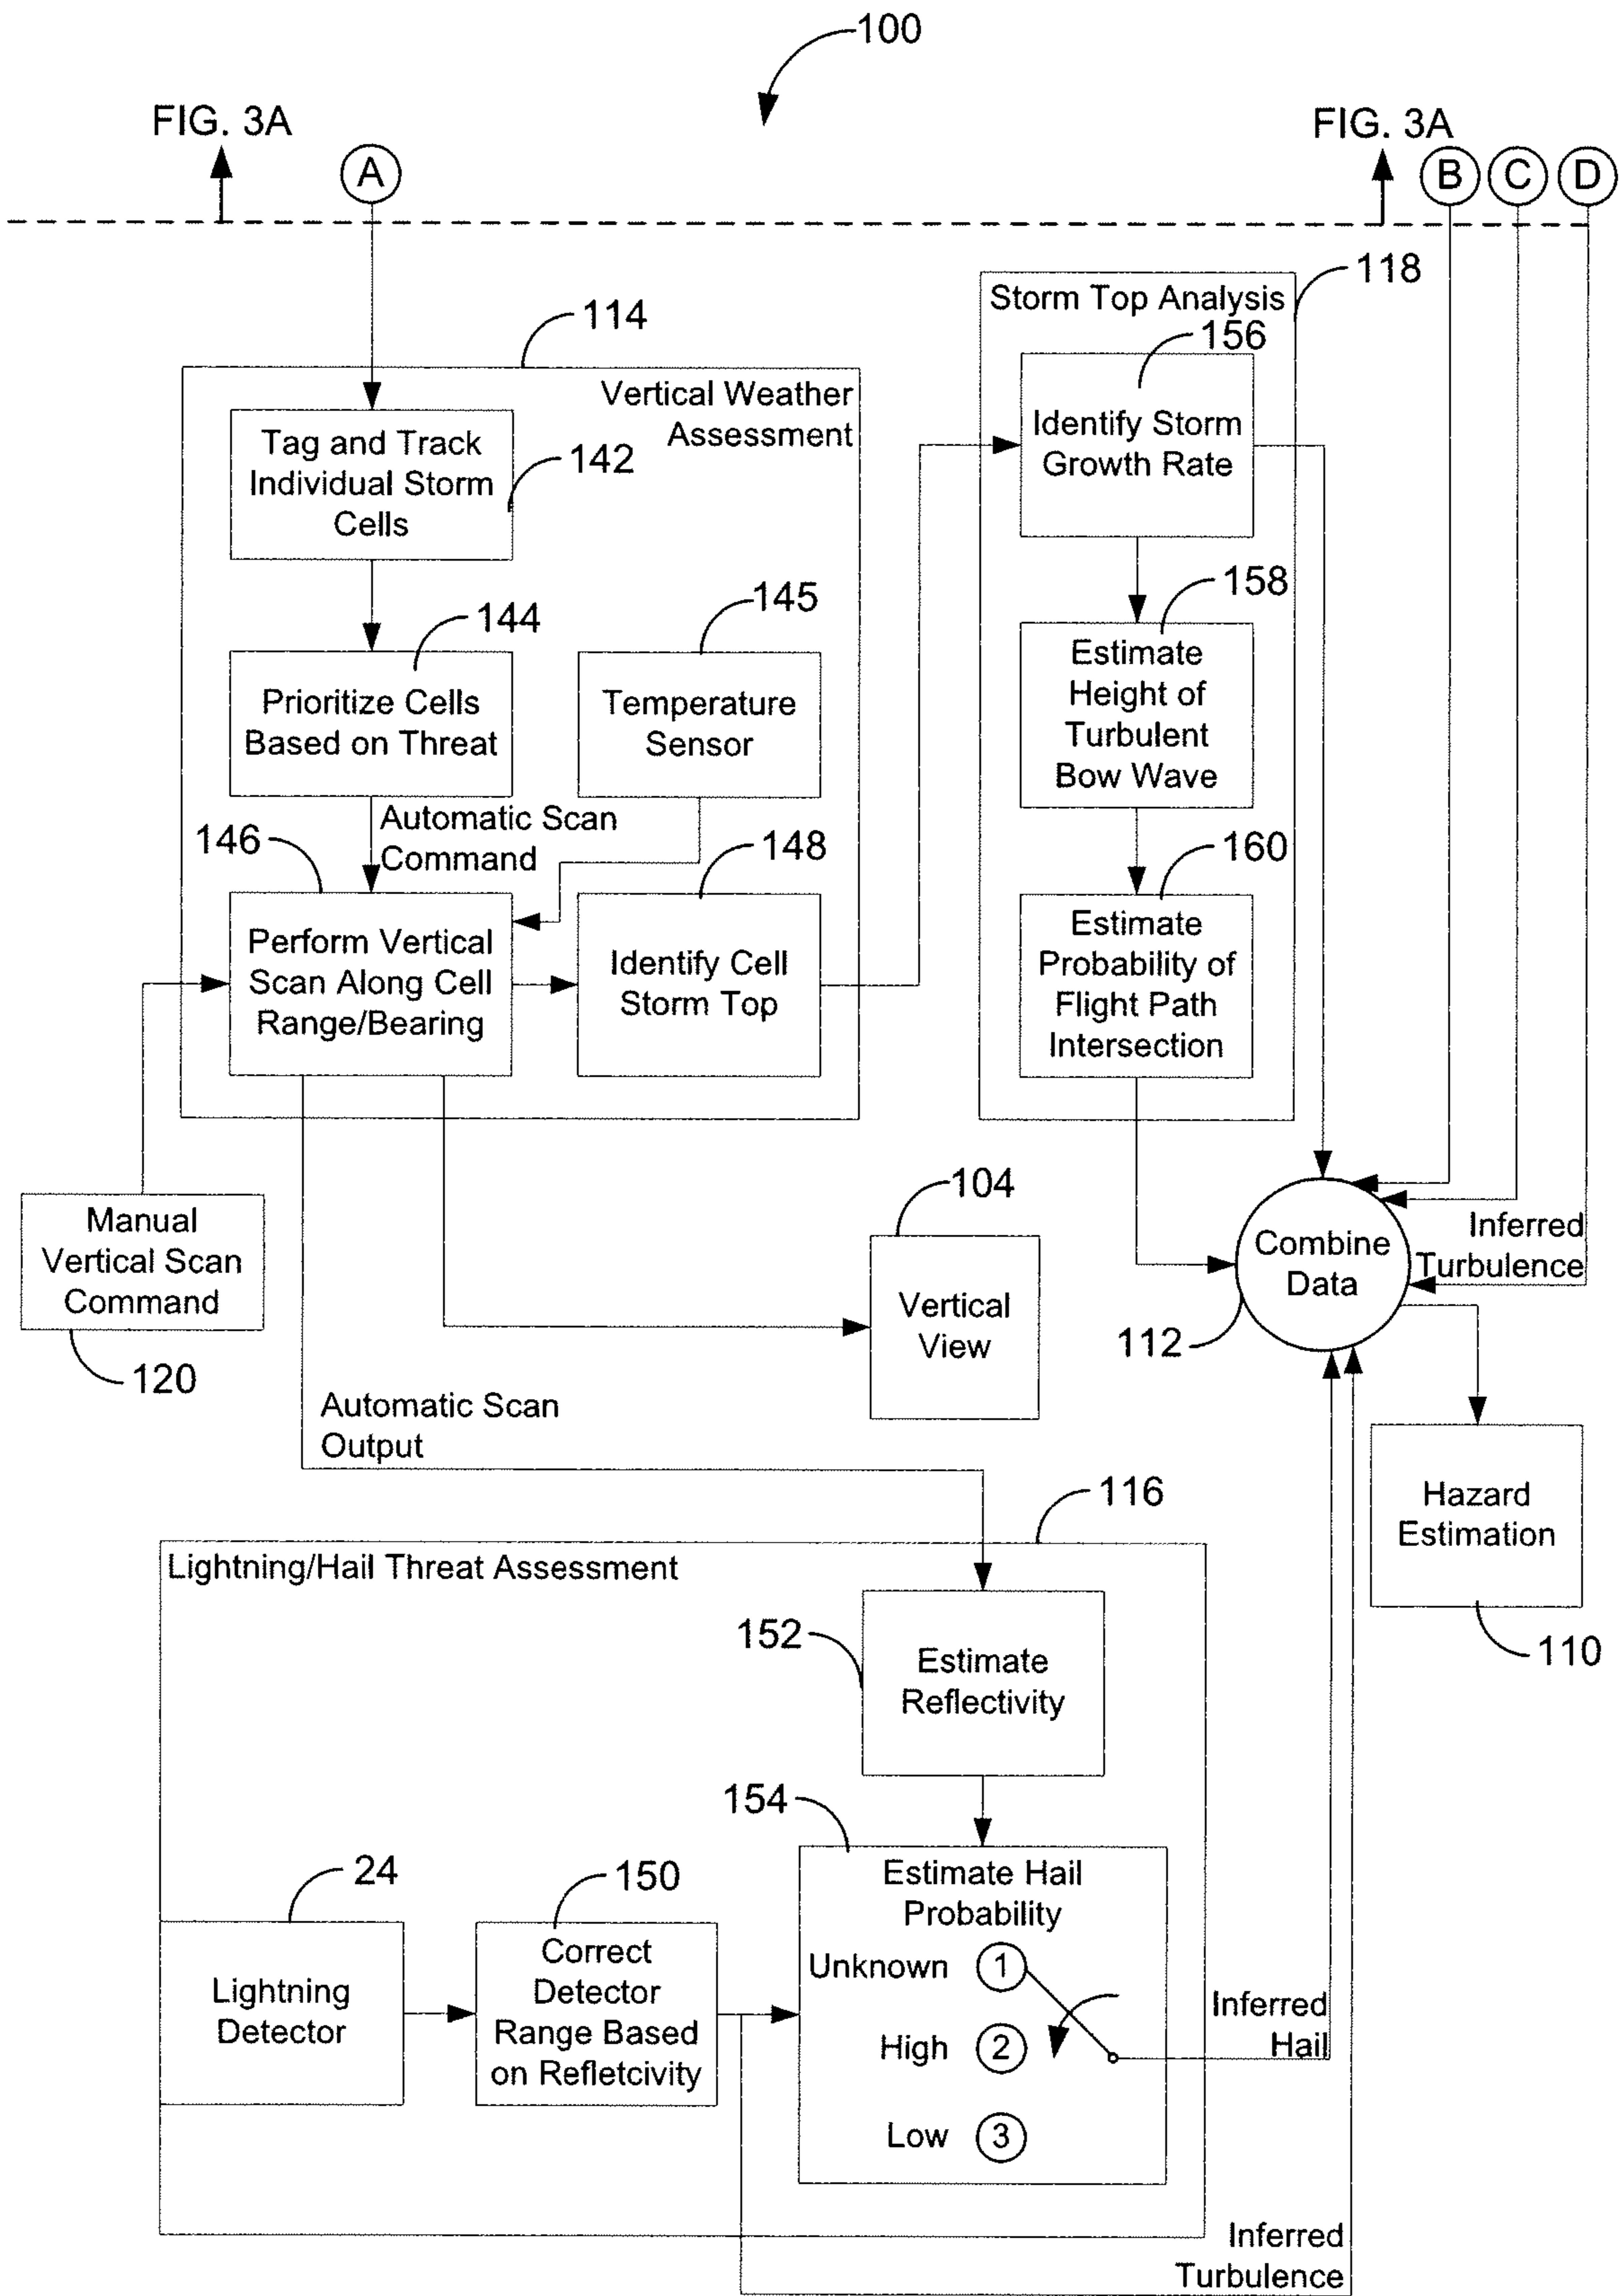 100
FIG. 3A
FIG. 3A
A
B
C
D
118
Storm Top Analysis
114
156
Vertical Weather
Assessment
Tag and Track
Individual Storm
Cells
142
Identify Storm
Growth Rate
158
145
144
Estimate
Height of
Turbulent
Bow Wave
Prioritize Cells
Based on Threat
Temperature
Sensor
Automatic Scan
Command
146
148
160
Perform Vertical
Scan Along Cell
Range/Bearing
Identify Cell
Storm Top
Estimate
Probability of
Flight Path
Intersection
104
Manual
Vertical Scan
Command
Combine
Data
Inferred
Turbulence
Vertical
View
112
120
Automatic Scan
Output
116
Hazard
Estimation
Lightning/Hail Threat Assessment
152
Estimate
Reflectivity
110
154
24
150
Estimate Hail
Probability
Lightning
Detector
Correct
Detector
Range Based
on Refletcivity
Unknown 1
High 2
Low 3
Inferred
Hail
Inferred
Turbulence